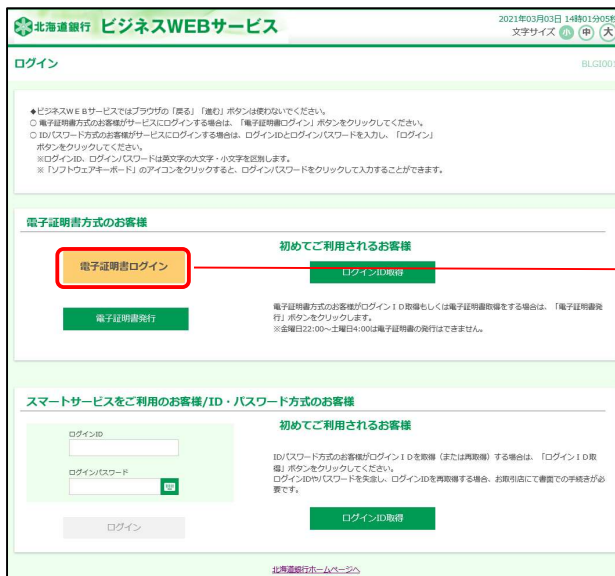 北海道銀行 ビジネスWEBサービス
2021年03月03日 14時01分05秒
文字サイズ 小 中 大
ログイン
BLGI001
◆ビジネスＷＥＢサービスではブラウザの「戻る」「進む」ボタンは使わないでください。
○ 電子証明書方式のお客様がサービスにログインする場合は、「電子証明書ログイン」ボタンをクリックしてください。
○ ID/パスワード方式のお客様がサービスにログインする場合は、ログインIDとログインパスワードを入力し、「ログイン」
ボタンをクリックしてください。
※ログインID、ログインパスワードは英文字の大文字・小文字を区別します。
※「ソフトウェアキーボード」のアイコンをクリックすると、ログインパスワードをクリックして入力することができます。
電子証明書方式のお客様
電子証明書ログイン
電子証明書発行
初めてご利用されるお客様
ログインID取得
電子証明書方式のお客様がログインＩＤ取得もしくは電子証明書取得をする場合は、「電子証明書発
行」ボタンをクリックします。
※金曜日22:00～土曜日4:00は電子証明書の発行はできません。
スマートサービスをご利用のお客様/ID・パスワード方式のお客様
ログインID
ログインパスワード
ログイン
初めてご利用されるお客様
ID/パスワード方式のお客様がログインＩＤを取得（または再取得）する場合は、「ログインＩＤ取
得」ボタンをクリックしてください。
ログインIDやパスワードを失念し、ログインIDを再取得する場合、お取引店にて書面での手続きが必
要です。
ログインID取得
北海道銀行ホームページへ